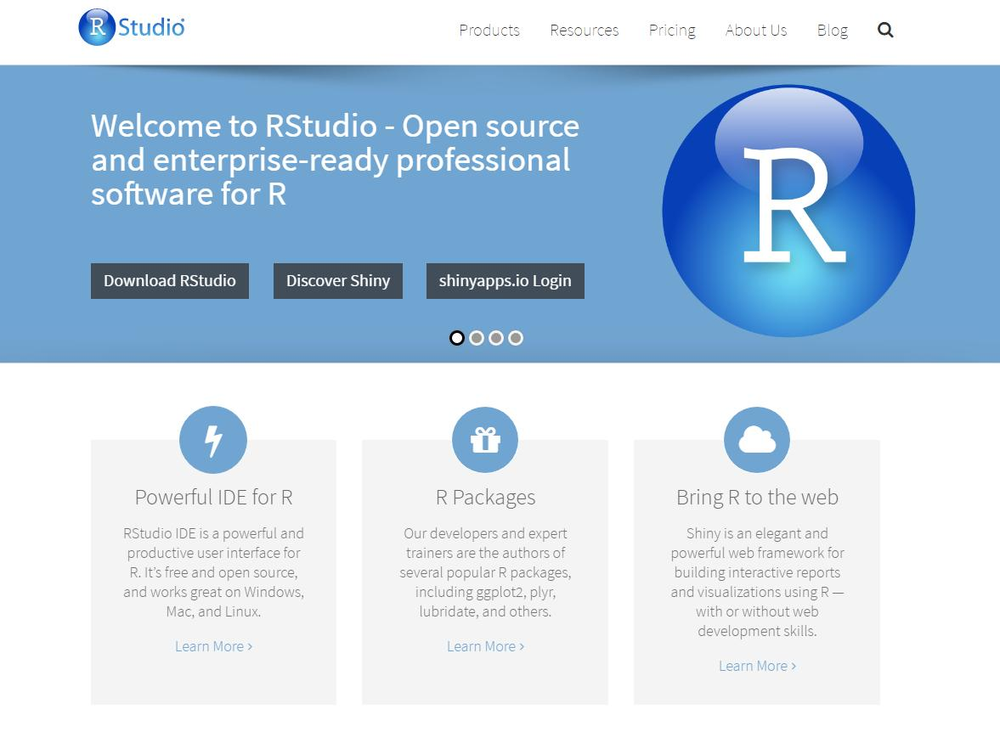 R Studio®
Products Resources Pricing About Us Blog
Welcome to RStudio - Open source
and enterprise-ready professional
software for R
R
Download RStudio Discover Shiny shinyapps.io Login
Powerful IDE for R
RStudio IDE is a powerful and
productive user interface for
R. It’s free and open source,
and works great on Windows,
Mac, and Linux.
Learn More ›
R Packages
Our developers and expert
trainers are the authors of
several popular R packages,
including ggplot2, plyr,
lubridate, and others.
Learn More ›
Bring R to the web
Shiny is an elegant and
powerful web framework for
building interactive reports
and visualizations using R —
with or without web
development skills.
Learn More ›